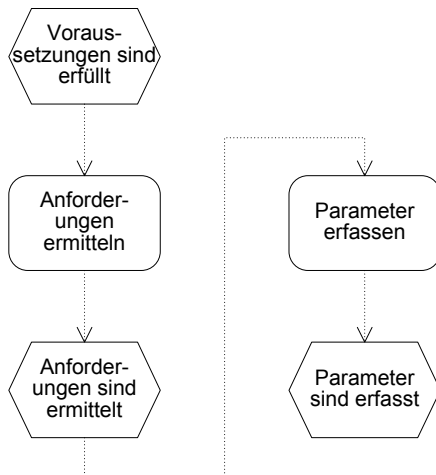 Voraus-
setzungen sind
erfüllt
Anforder-
ungen
ermitteln
Anforder-
ungen sind
ermittelt
Parameter
erfassen
Parameter
sind erfasst